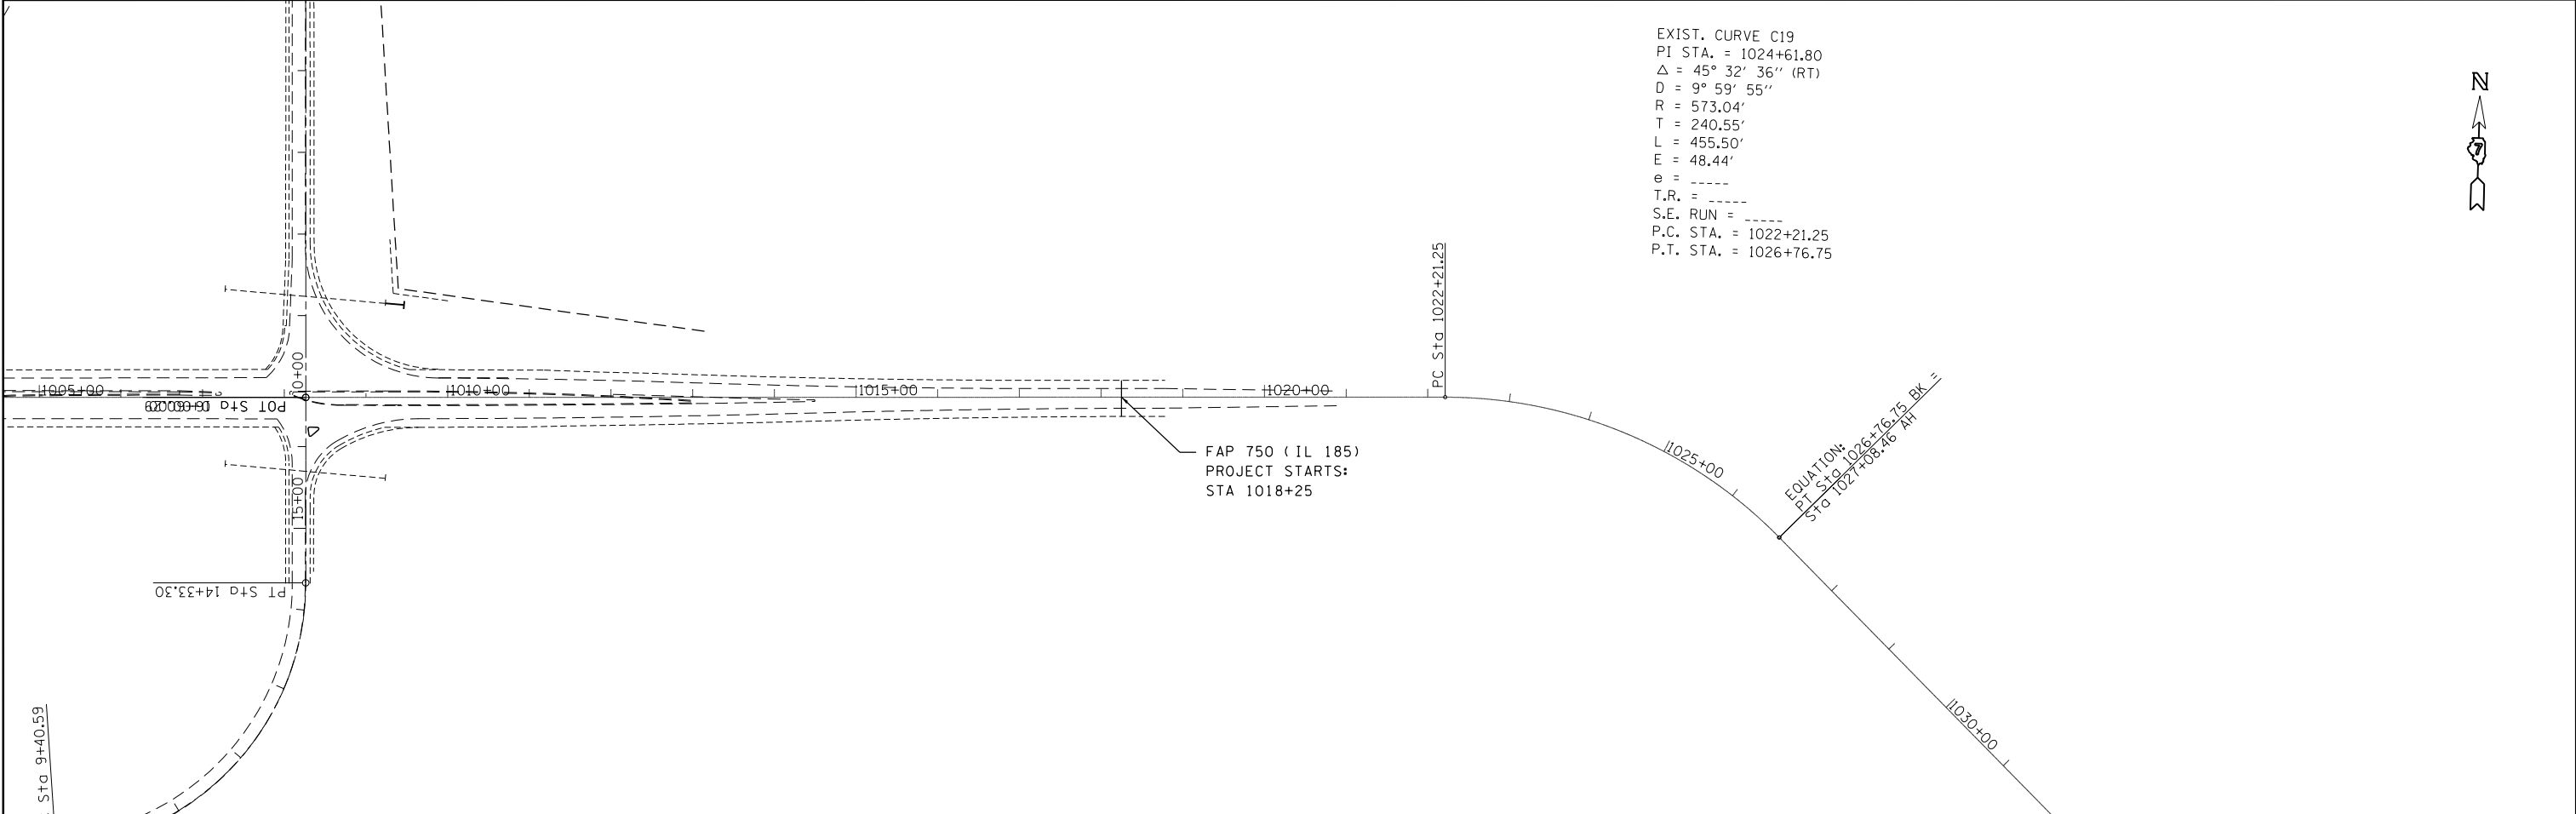 EXIST. CURVE C19
PI STA. = 1024+61.80
Δ = 45° 32' 36'' (RT)
D = 9° 59' 55''
R = 573.04'
T = 240.55'
L = 455.50'
E = 48.44'
e = _____
T.R. = _____
S.E. RUN = _____
P.C. STA. = 1022+21.25
P.T. STA. = 1026+76.75
N
7
PC Sta 1022+21.25
1005+00
1010+00
1015+00
1020+00
POT Sta
FAP 750 (IL 185)
PROJECT STARTS:
STA 1018+25
1025+00
EQUATION:
PT Sta 1026+76.75 BK =
Sta 1027+08.46 AH
15+00
PT Sta 14+33.30
1030+00
Sta 9+40.59